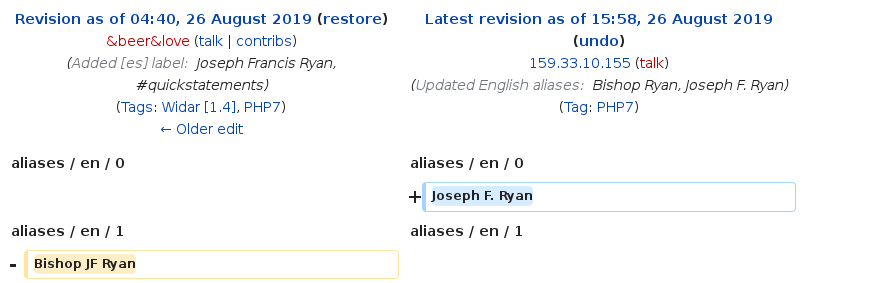 Revision as of 04:40, 26 August 2019 (restore)
&beer&love (talk | contribs)
(Added [es] label: Joseph Francis Ryan,
#quickstatements)
(Tags: Widar [1.4], PHP7)
← Older edit
Latest revision as of 15:58, 26 August 2019
(undo)
159.33.10.155 (talk)
(Updated English aliases: Bishop Ryan, Joseph F. Ryan)
(Tag: PHP7)
aliases / en / 0
aliases / en / 0
+ Joseph F. Ryan
aliases / en / 1
aliases / en / 1
- Bishop JF Ryan